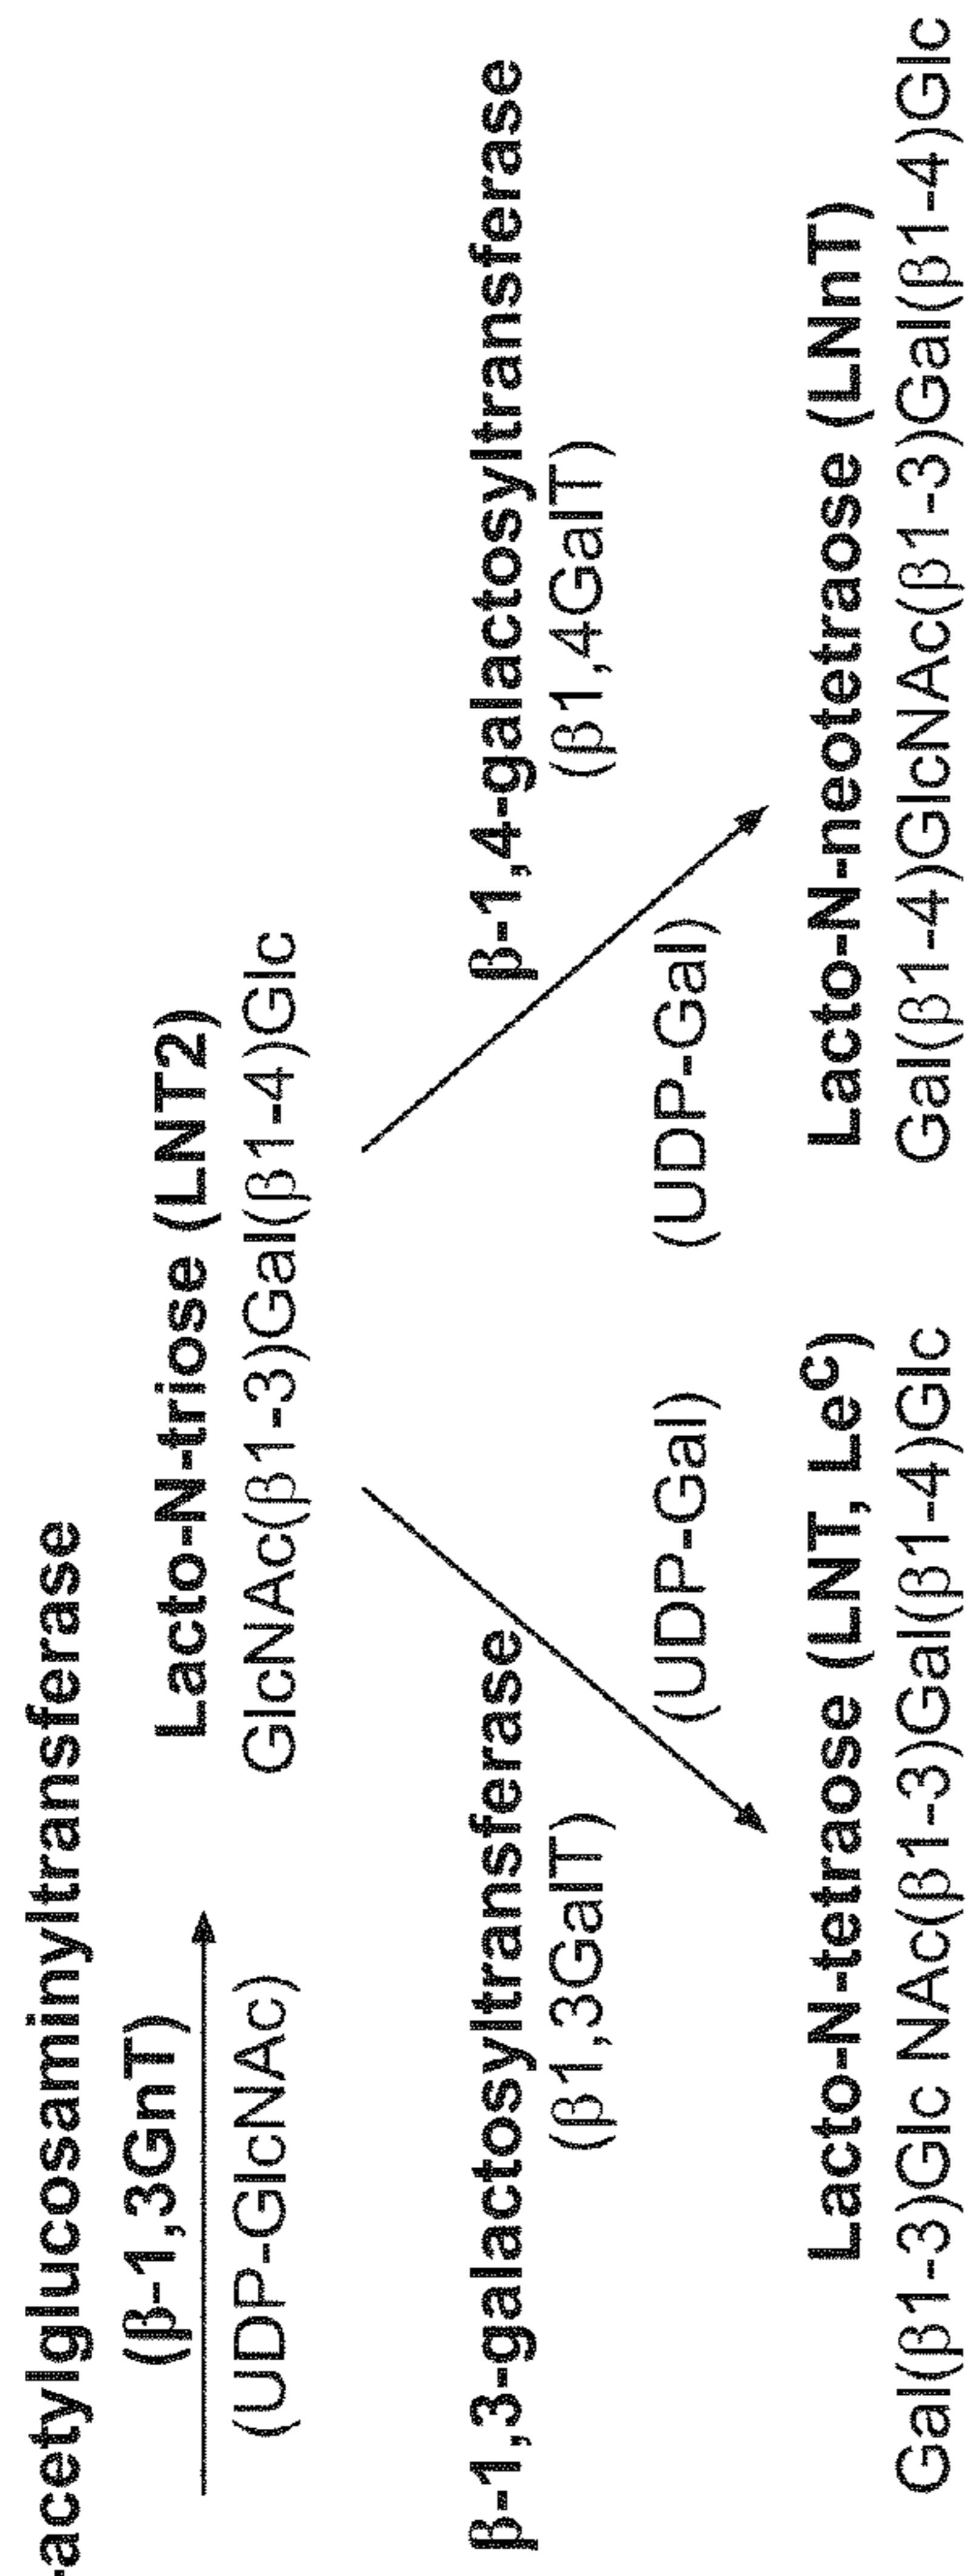 -acetylglucosaminyltransferase
(β-1,3GnT)
(UDP-GlcNAc)
Lacto-N-triose (LNT2)
GlcNAc(β1-3)Gal(β1-4)Glc
β-1,3-galactosyltransferase
(β1,3GalT)
(UDP-Gal)
β-1,4-galactosyltransferase
(β1,4GalT)
(UDP-Gal)
Lacto-N-tetraose (LNT, Leᶜ)
Gal(β1-3)Glc NAc(β1-3)Gal(β1-4)Glc
Lacto-N-neotetraose (LNnT)
Gal(β1-4)GlcNAc(β1-3)Gal(β1-4)Glc